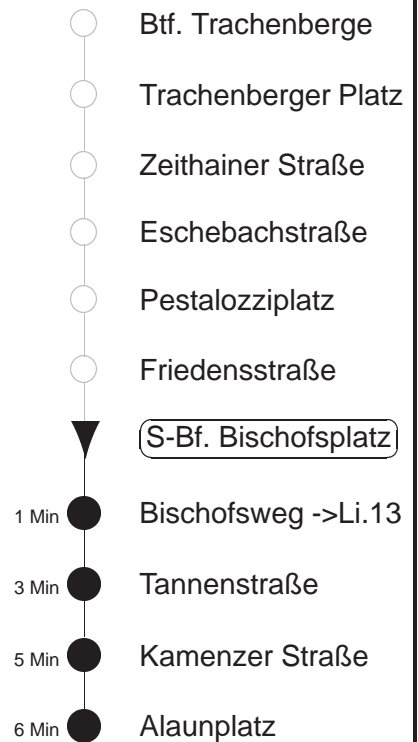 Btf. Trachenberge
Trachenberger Platz
Zeithainer Straße
Eschebachstraße
Pestalozziplatz
Friedensstraße
S-Bf. Bischofsplatz
1 Min Bischofsweg ->Li.13
3 Min Tannenstraße
5 Min Kamenzer Straße
6 Min Alaunplatz